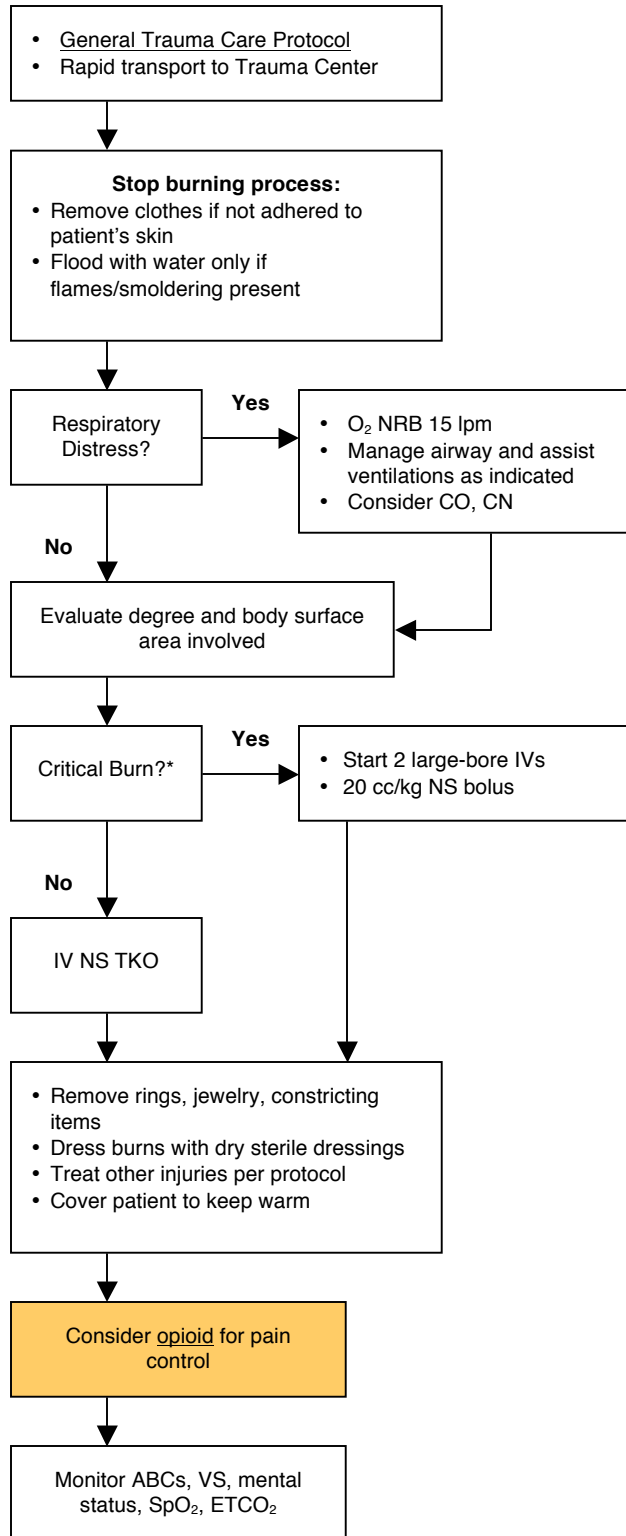 • General Trauma Care Protocol
• Rapid transport to Trauma Center
Stop burning process:
• Remove clothes if not adhered to
patient's skin
• Flood with water only if
flames/smoldering present
Respiratory
Distress?
Yes
• O₂ NRB 15 lpm
• Manage airway and assist
ventilations as indicated
• Consider CO, CN
No
Evaluate degree and body surface
area involved
Critical Burn?*
Yes
• Start 2 large-bore IVs
• 20 cc/kg NS bolus
No
IV NS TKO
• Remove rings, jewelry, constricting
items
• Dress burns with dry sterile dressings
• Treat other injuries per protocol
• Cover patient to keep warm
Consider opioid for pain
control
Monitor ABCs, VS, mental
status, SpO₂, ETCO₂